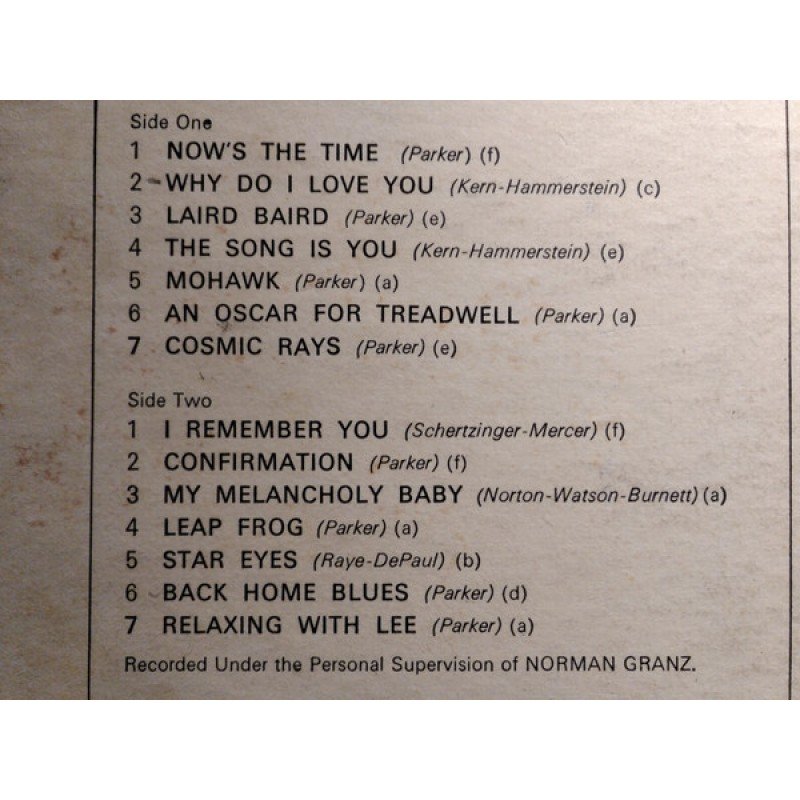 Side One
1 NOW'S THE TIME (Parker) (f)
2 WHY DO I LOVE YOU (Kern-Hammerstein) (c)
3 LAIRD BAIRD (Parker) (e)
4 THE SONG IS YOU (Kern-Hammerstein) (e)
5 MOHAWK (Parker) (a)
6 AN OSCAR FOR TREADWELL (Parker) (a)
7 COSMIC RAYS (Parker) (e)
Side Two
1 I REMEMBER YOU (Schertzinger-Mercer) (f)
2 CONFIRMATION (Parker) (f)
3 MY MELANCHOLY BABY (Norton-Watson-Burnett) (a)
4 LEAP FROG (Parker) (a)
5 STAR EYES (Raye-DePaul) (b)
6 BACK HOME BLUES (Parker) (d)
7 RELAXING WITH LEE (Parker) (a)
Recorded Under the Personal Supervision of NORMAN GRANZ.